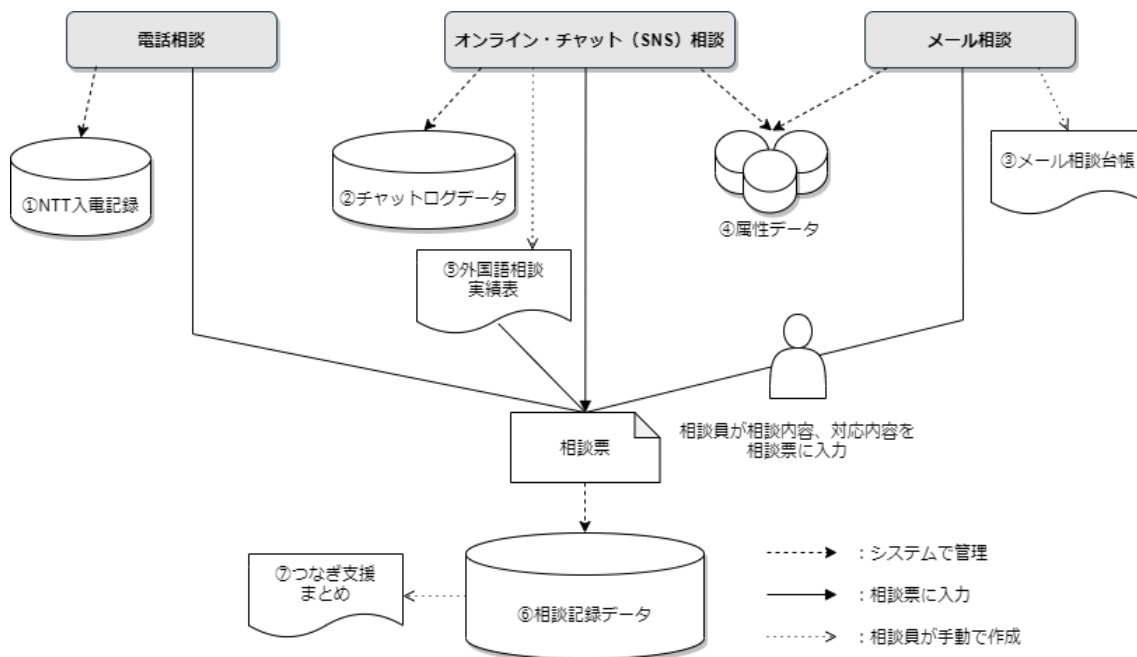 電話相談
オンライン・チャット（SNS）相談
メール相談
①NTT入電記録
②チャットログデータ
④属性データ
③メール相談台帳
⑤外国語相談
実績表
相談票
相談員が相談内容、対応内容を
相談票に入力
⑦つなぎ支援
まとめ
⑥相談記録データ
：システムで管理
：相談票に入力
：相談員が手動で作成